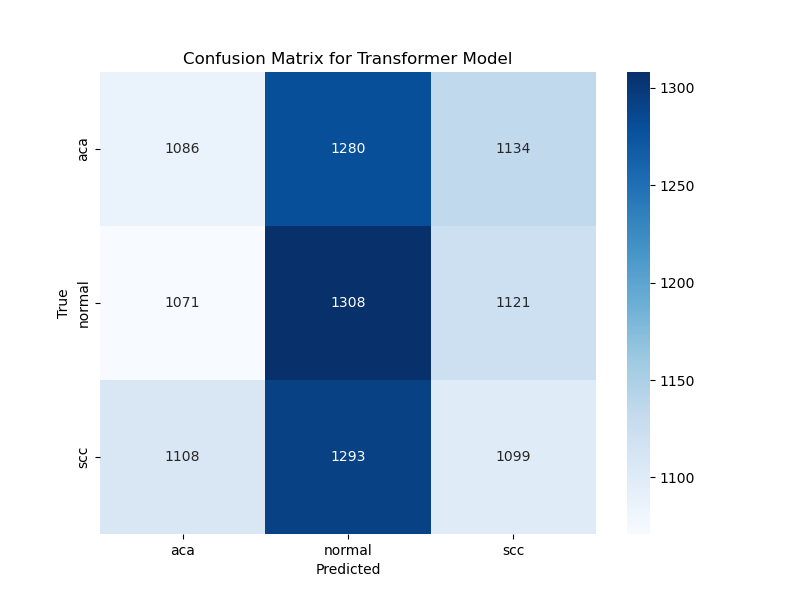 Confusion Matrix for Transformer Model
aca 1086 1280 1134
normal 1071 1308 1121
scc 1108 1293 1099
True
aca normal scc
Predicted
1300
1250
1200
1150
1100